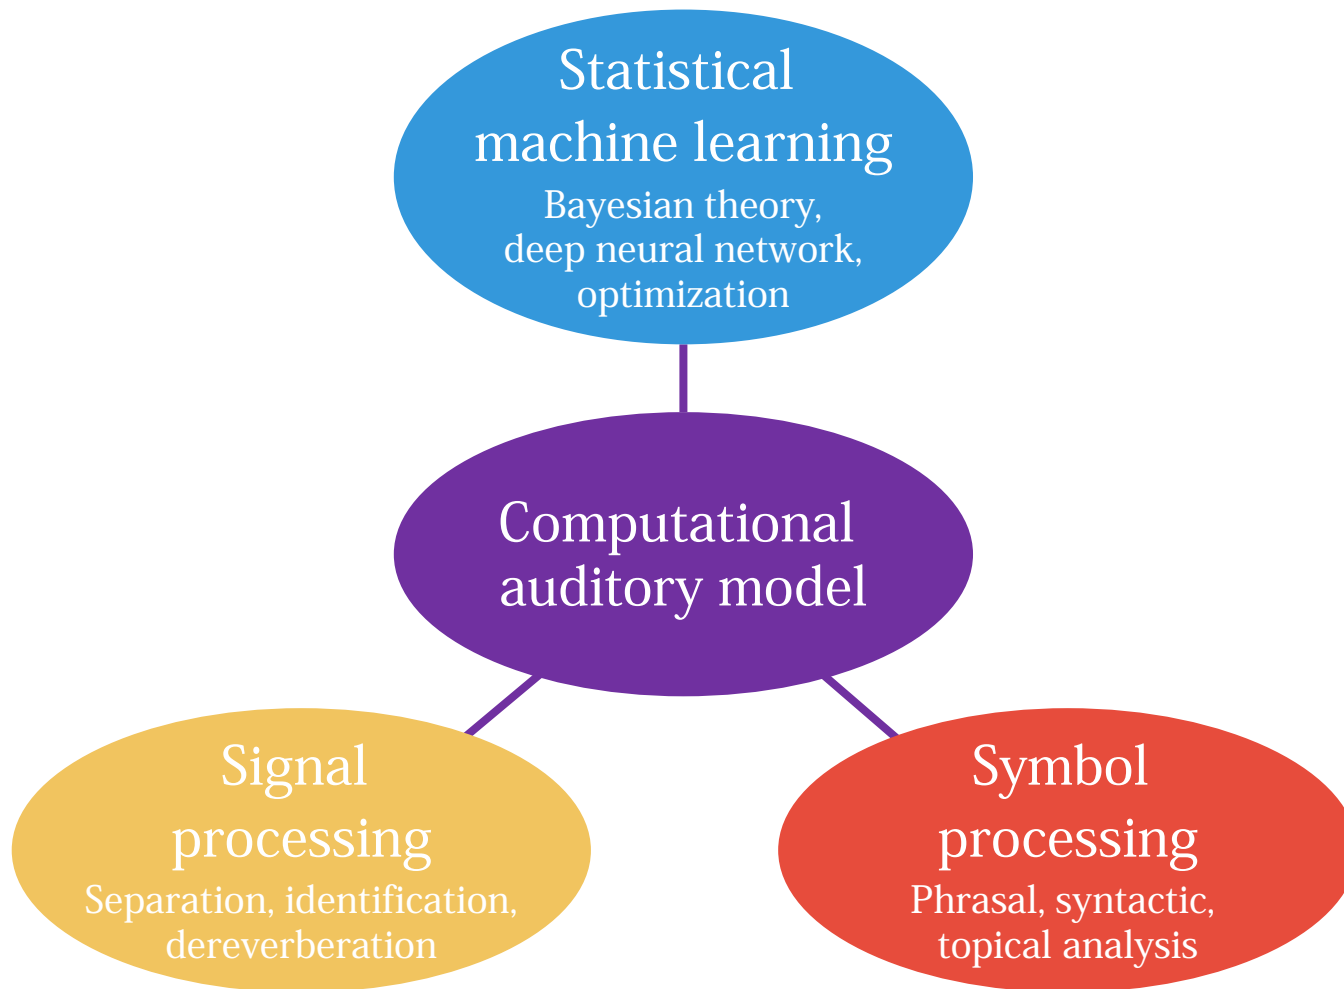 Statistical
machine learning
Bayesian theory,
deep neural network,
optimization
Computational
auditory model
Signal
processing
Separation, identification,
dereverberation
Symbol
processing
Phrasal, syntactic,
topical analysis